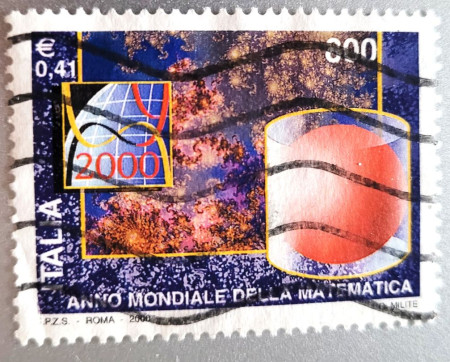 €
0,41
800
2000
ITALIA
ANNO MONDIALE DELLA MATEMATICA
I.P.Z.S. - ROMA - 2000